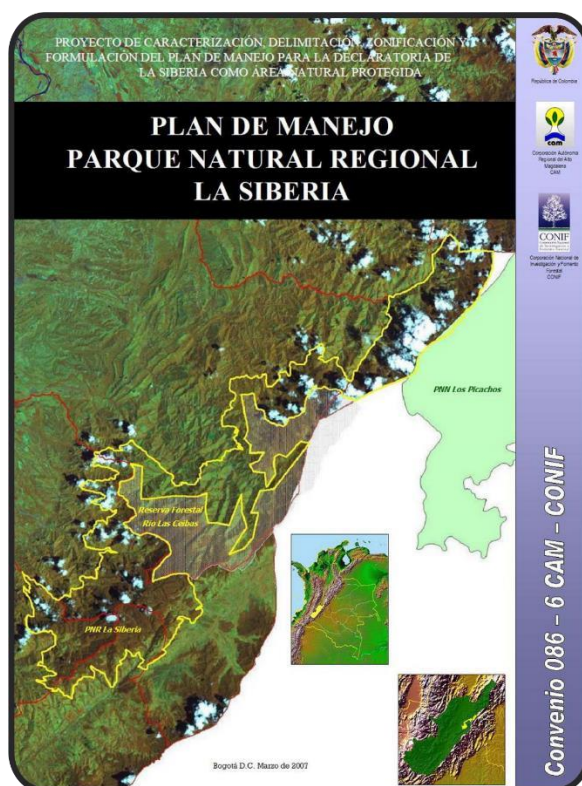 PROYECTO DE CARACTERIZACIÓN, DELIMITACIÓN, ZONIFICACIÓN Y
FORMULACIÓN DEL PLAN DE MANEJO PARA LA DECLARATORIA DE
LA SIBERIA COMO ÁREA NATURAL PROTEGIDA
PLAN DE MANEJO
PARQUE NATURAL REGIONAL
LA SIBERIA
República de Colombia
cam
Corporación Autónoma
Regional del Alto
Magdalena
CAM
CONIF
Corporación Nacional de
Investigación y Fomento
Forestal
CONIF
PNN Los Picachos
Reserva Forestal
Río Las Ceibas
PNR La Siberia
Bogotá D.C. Marzo de 2007
Convenio 086 – 6 CAM – CONIF